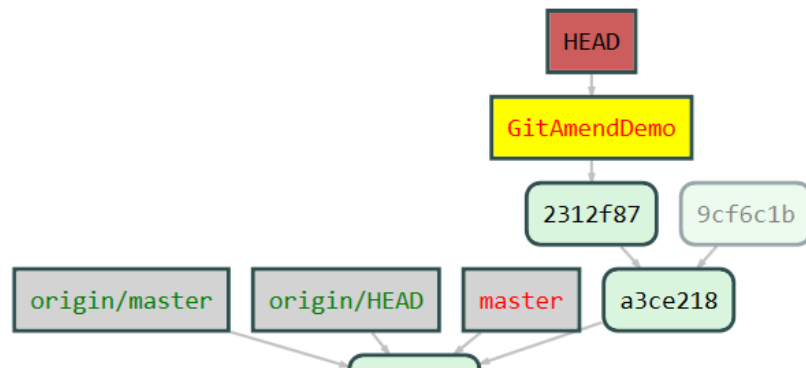 HEAD
GitAmendDemo
2312f87 9cf6c1b
origin/master origin/HEAD master a3ce218